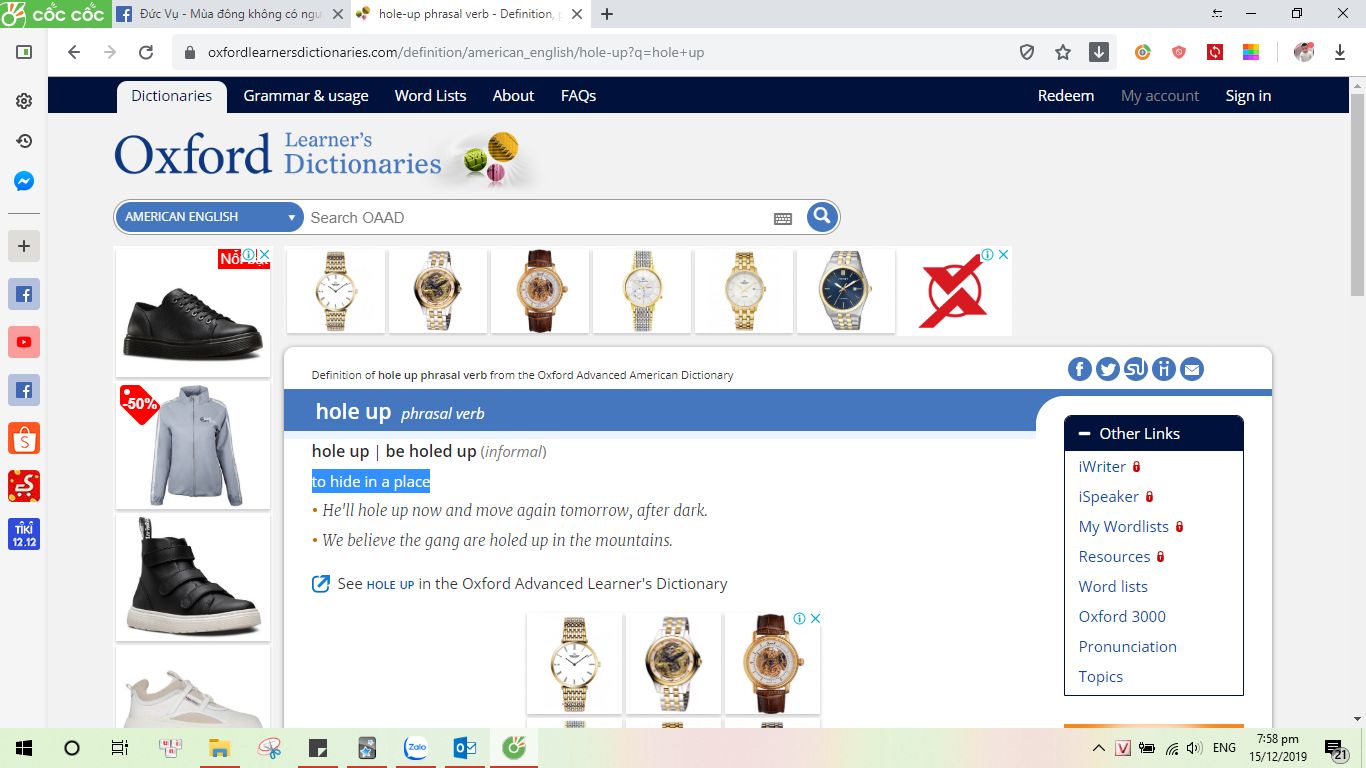 cốc cốc
Đức Vụ - Mùa đông không có ngư
hole-up phrasal verb - Definition, p
oxfordlearnersdictionaries.com/definition/american_english/hole-up?q=hole+up
Dictionaries Grammar & usage Word Lists About FAQs Redeem My account Sign in
Oxford Learner's Dictionaries
AMERICAN ENGLISH Search OAAD
-50%
Definition of hole up phrasal verb from the Oxford Advanced American Dictionary
hole up phrasal verb
hole up | be holed up (informal)
to hide in a place
• He'll hole up now and move again tomorrow, after dark.
• We believe the gang are holed up in the mountains.
See HOLE UP in the Oxford Advanced Learner's Dictionary
Other Links
iWriter
iSpeaker
My Wordlists
Resources
Word lists
Oxford 3000
Pronunciation
Topics
TIKI
12.12
Zalo
ENG
7:58 pm
15/12/2019
21